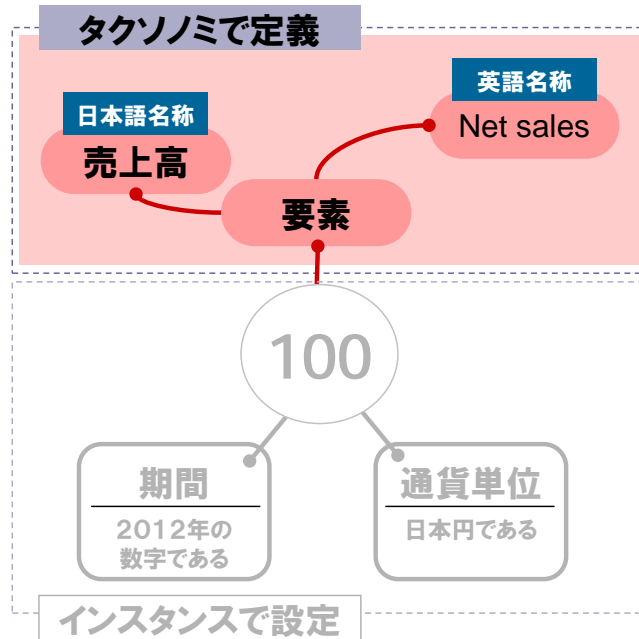 タクソノミで定義
英語名称
Net sales
日本語名称
売上高
要素
100
期間
2012年の
数字である
通貨単位
日本円である
インスタンスで設定